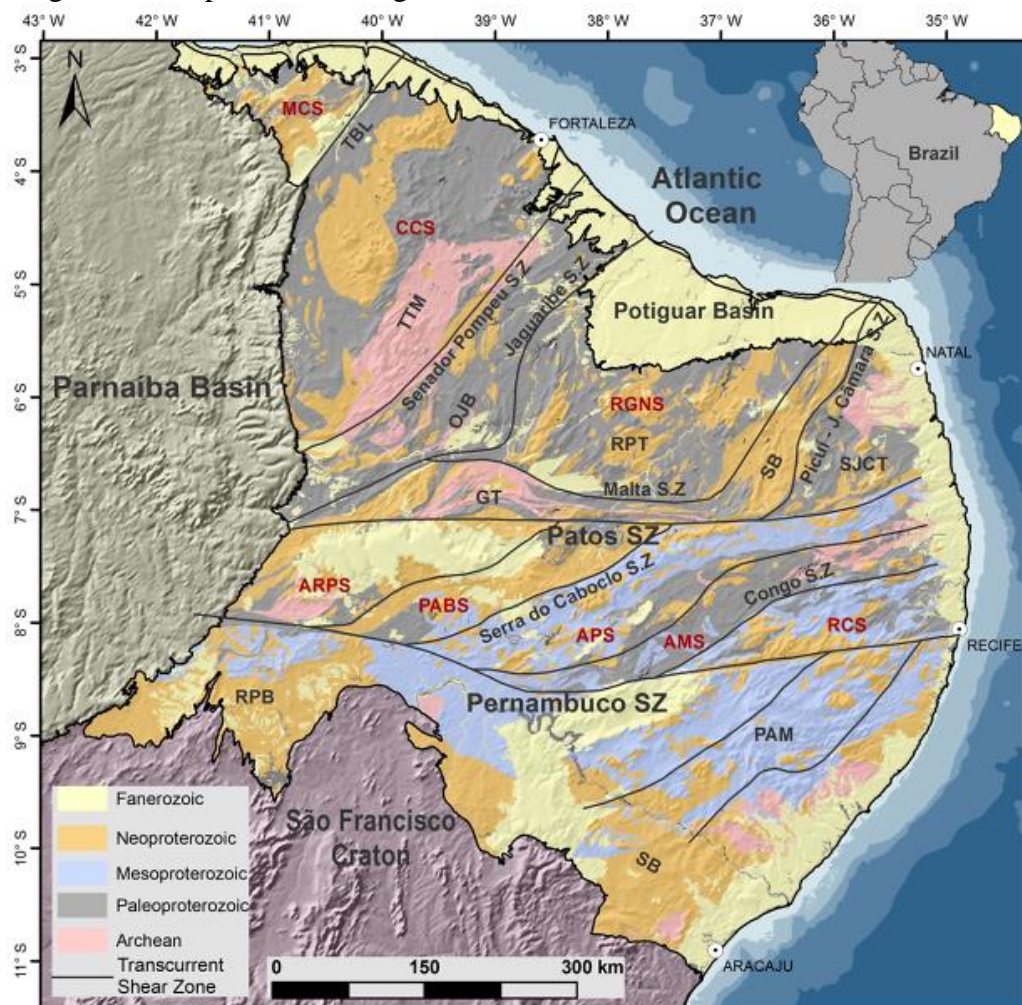 43° W
42° W
41° W
40° W
39° W
38° W
37° W
36° W
35° W
3° S
4° S
5° S
6° S
7° S
8° S
9° S
10° S
11° S
N
MCS
TBL
FORTALEZA
Brazil
Atlantic
Ocean
CCS
TTM
Senador Pompeu S.Z
Jaguaribe S.Z
Potiguar Basin
Parnaíba Basin
OJB
RGNS
RPT
SB
Picuí - J. Câmara S.Z
NATAL
SJCT
GT
Malta S.Z
Patos SZ
ARPS
PABS
Serra do Caboclo S.Z
APS
AMS
Congo S.Z
RCS
RECIFE
RPB
Pernambuco SZ
PAM
São Francisco
Craton
SB
ARACAJU
Fanerozoic
Neoproterozoic
Mesoproterozoic
Paleoproterozoic
Archean
Transcurrent
Shear Zone
0 150 300 km